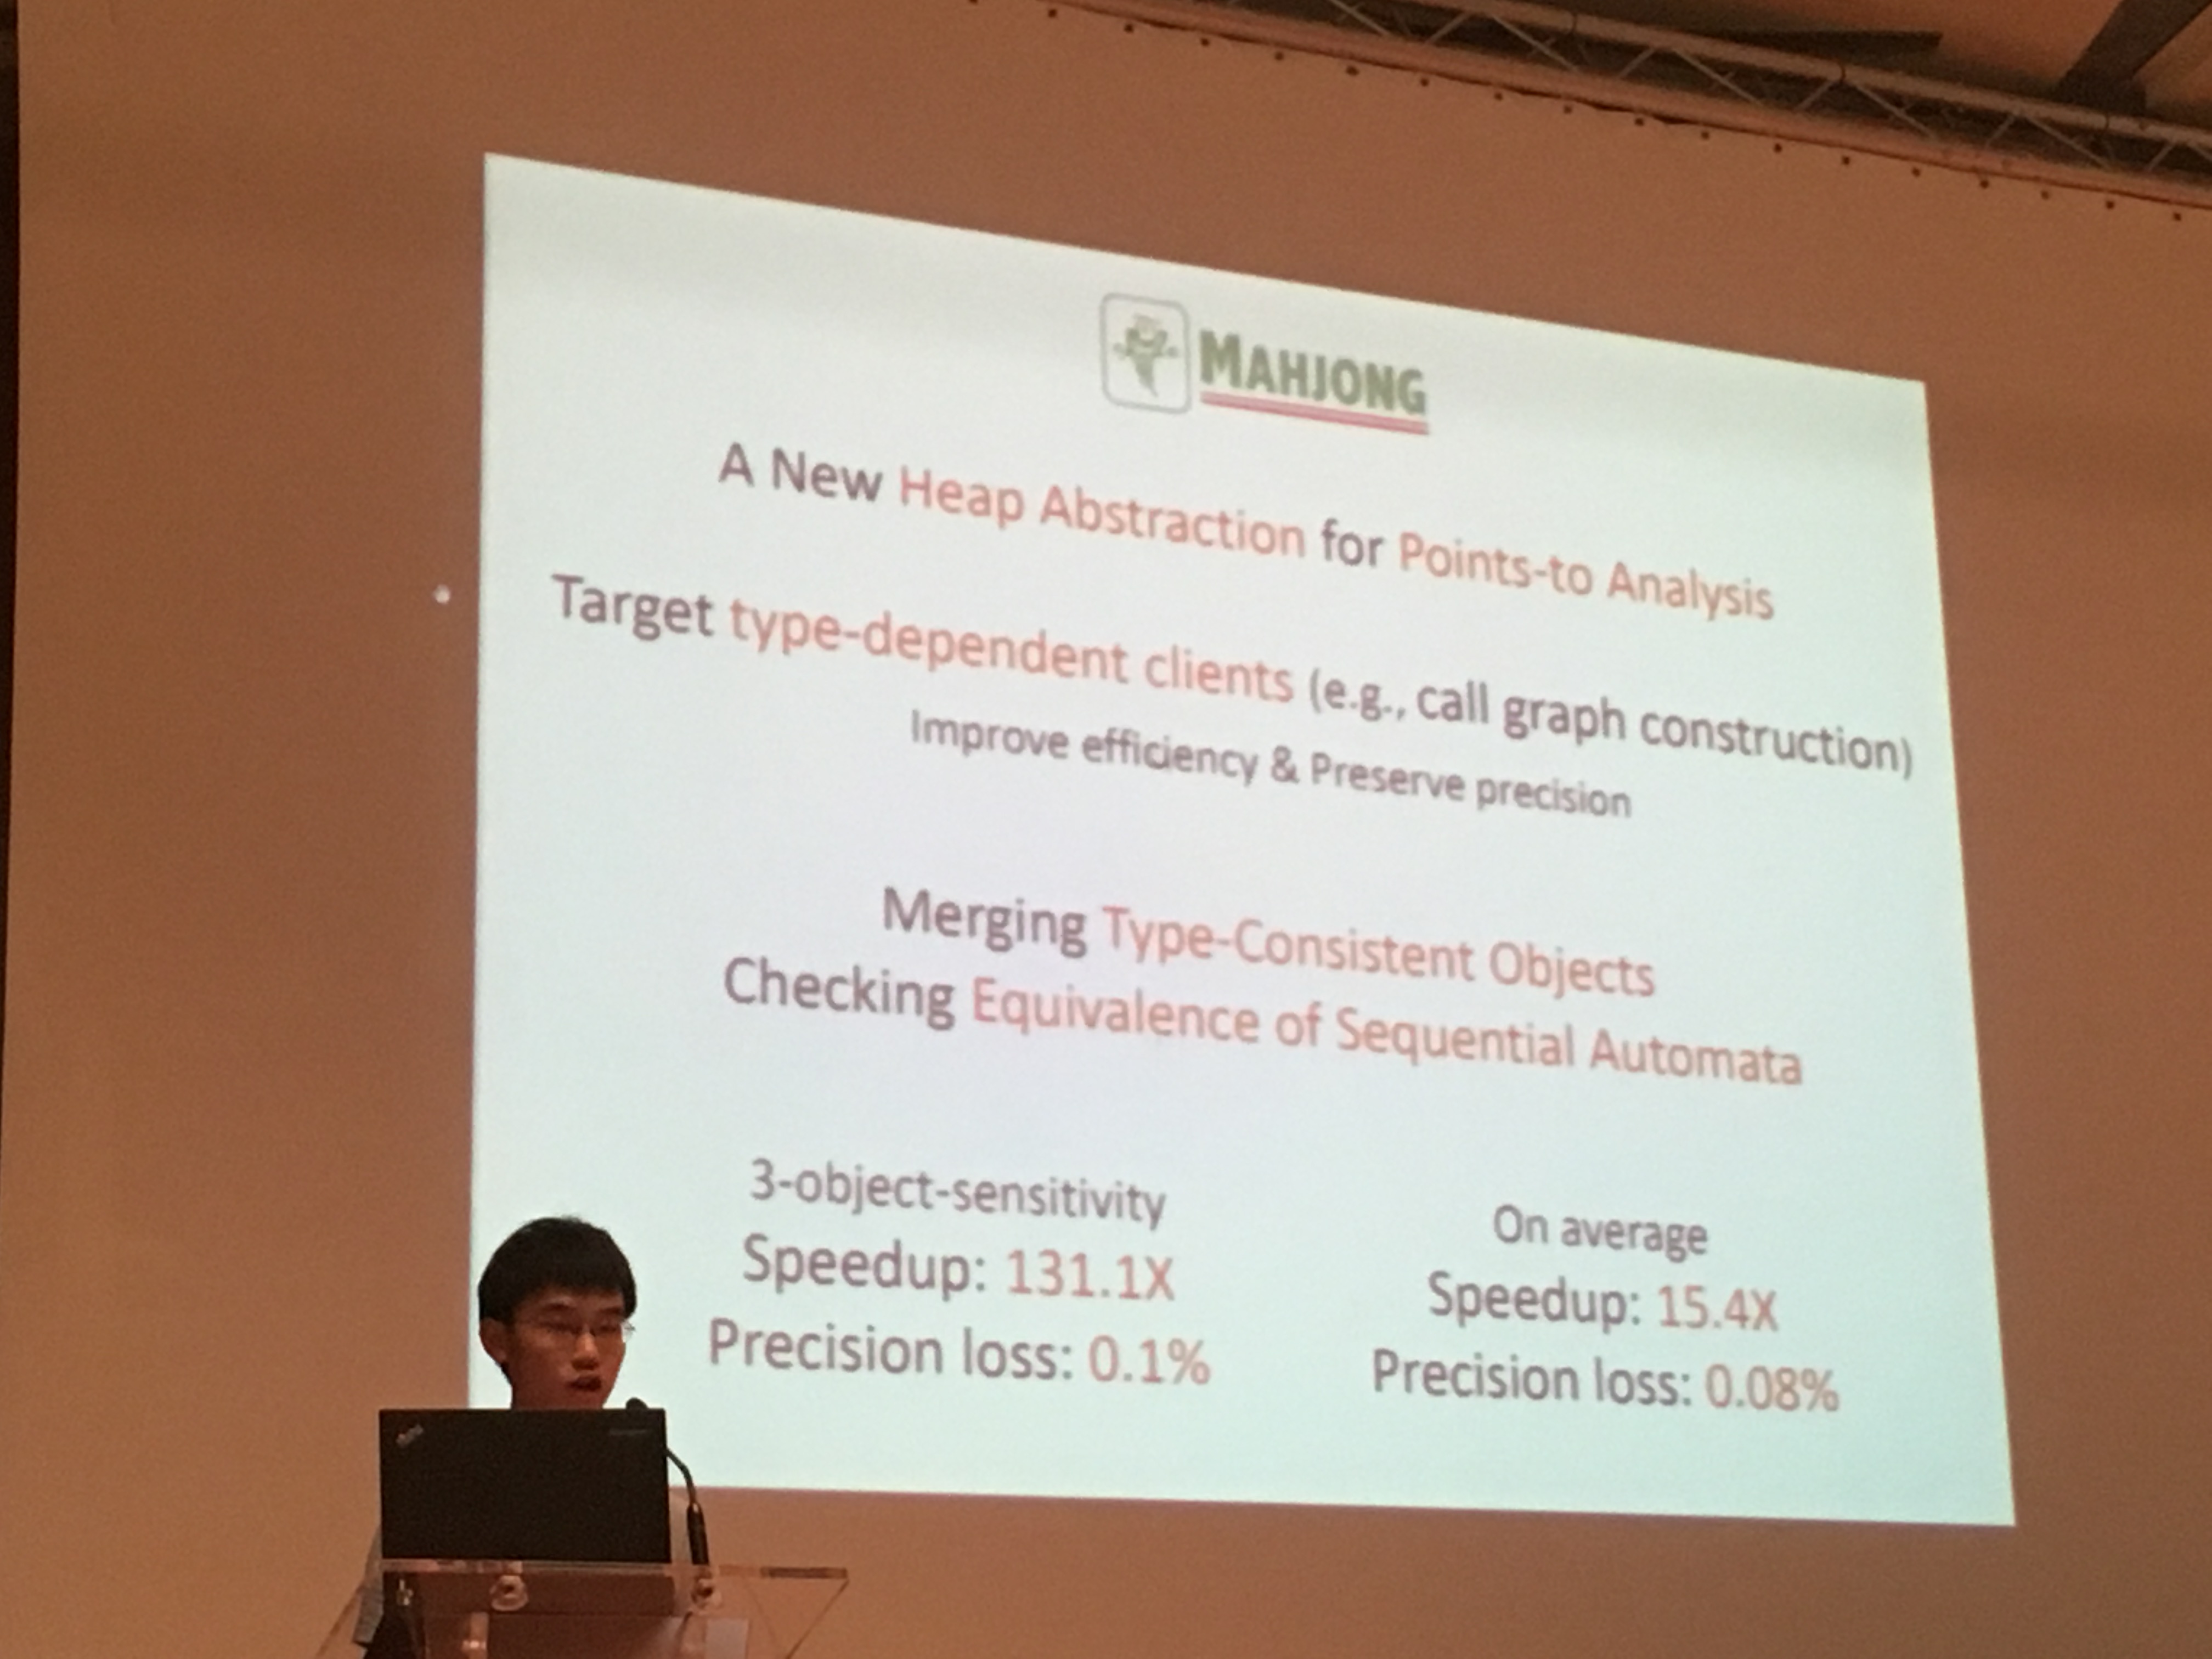 MAHJONG
A New Heap Abstraction for Points-to Analysis
Target type-dependent clients (e.g., call graph construction)
Improve efficiency & Preserve precision
Merging Type-Consistent Objects
Checking Equivalence of Sequential Automata
3-object-sensitivity
Speedup: 131.1X
Precision loss: 0.1%
On average
Speedup: 15.4X
Precision loss: 0.08%